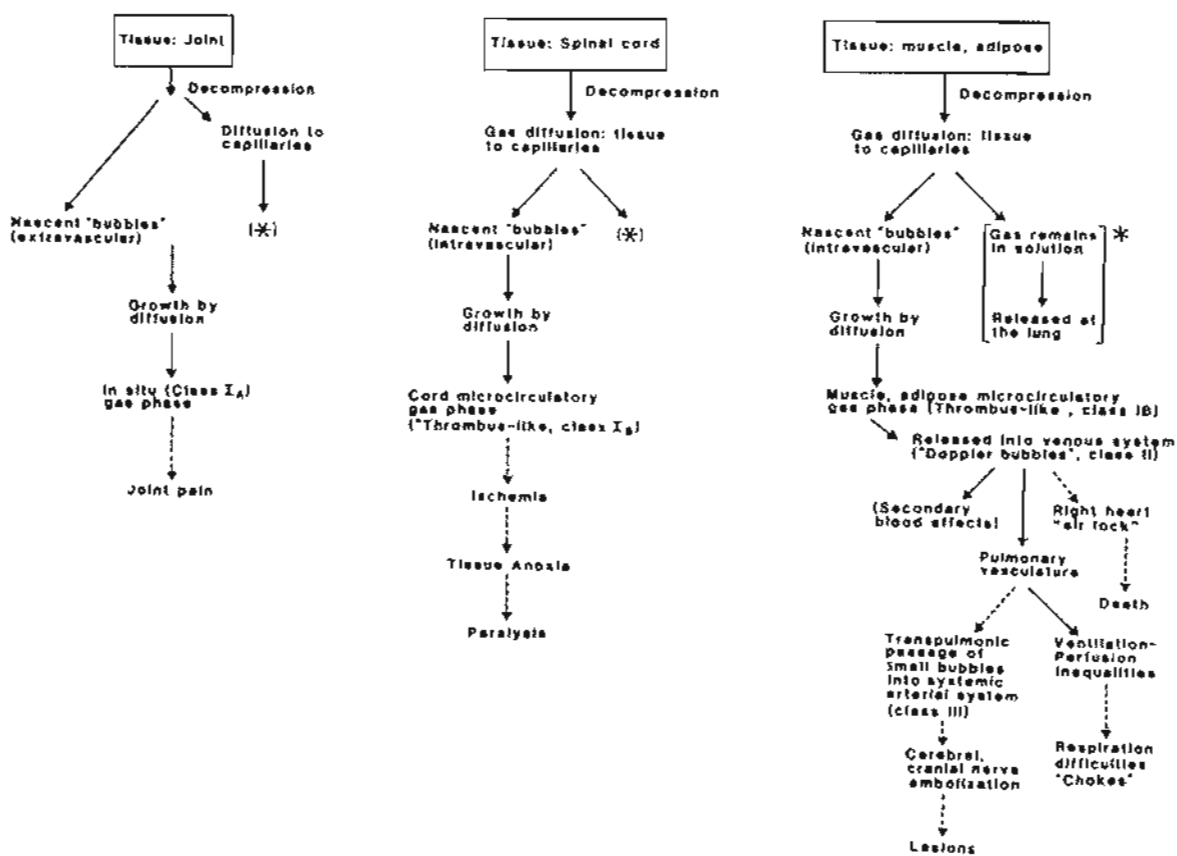 Tissue: Joint
Decompression
Diffusion to
capillaries
Nascent "bubbles"
(extravascular)
(*)
Growth by
diffusion
In situ (Class I_A)
gas phase
Joint pain
Tissue: Spinal cord
Decompression
Gas diffusion: tissue
to capillaries
Nascent "bubbles"
(intravascular)
(*)
Growth by
diffusion
Cord microcirculatory
gas phase
("Thrombus-like, class I_B)
Ischemia
Tissue Anoxia
Paralysis
Tissue: muscle, adipose
Decompression
Gas diffusion: tissue
to capillaries
Nascent "bubbles"
(intravascular)
Gas remains
in solution
*
Released at
the lung
Growth by
diffusion
Muscle, adipose microcirculatory
gas phase (Thrombus-like, class IB)
Released into venous system
("Doppler bubbles", class II)
(Secondary
blood effects)
Right heart
"air lock"
Pulmonary
vasculature
Death
Transpulmonic
passage of
Small bubbles
into systemic
arterial system
(class III)
Ventilation-
Perfusion
inequalities
Cerebral,
cranial nerve
embolization
Respiration
difficulties
"Chokes"
Lesions